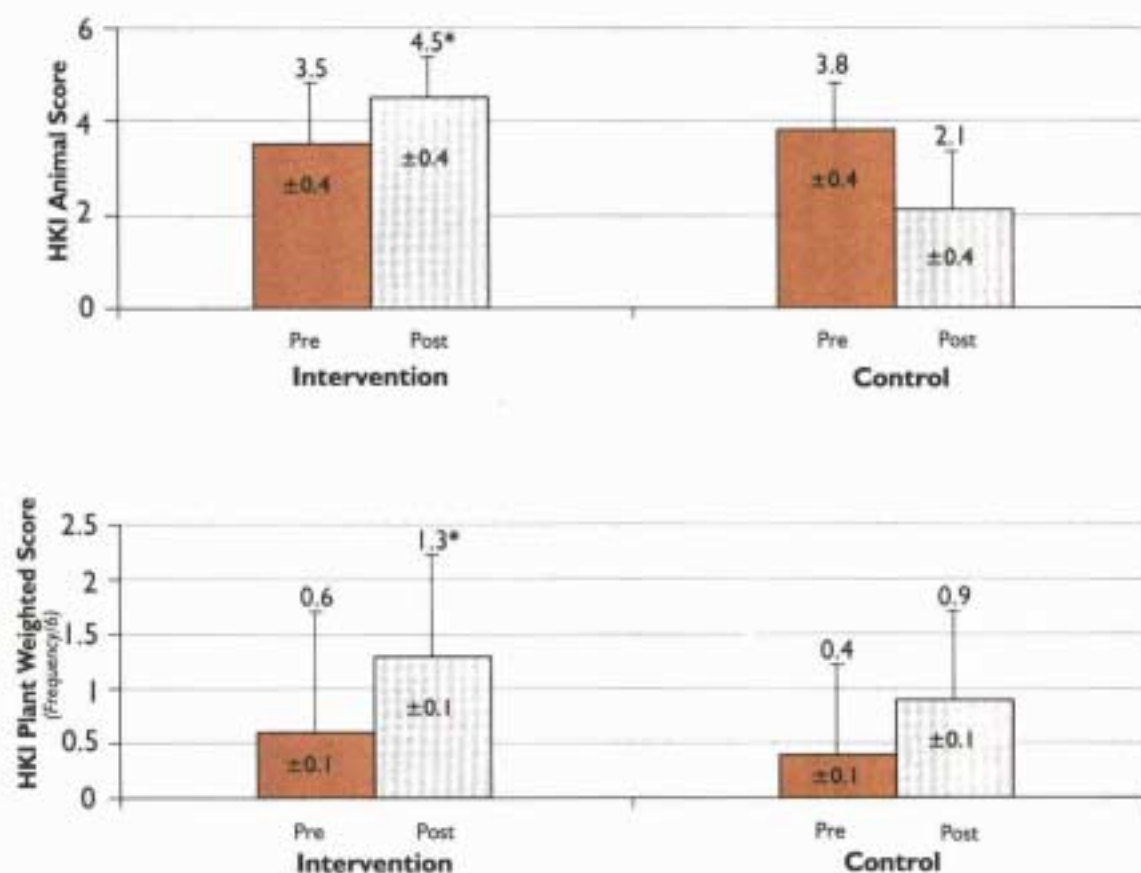 HKI Animal Score
6
4
2
0
3.5
4.5*
3.8
2.1
±0.4
±0.4
±0.4
±0.4
Pre
Post
Pre
Post
Intervention
Control
HKI Plant Weighted Score
(Frequency/6)
2.5
2
1.5
1
0.5
0
0.6
1.3*
0.4
0.9
±0.1
±0.1
±0.1
±0.1
Pre
Post
Pre
Post
Intervention
Control